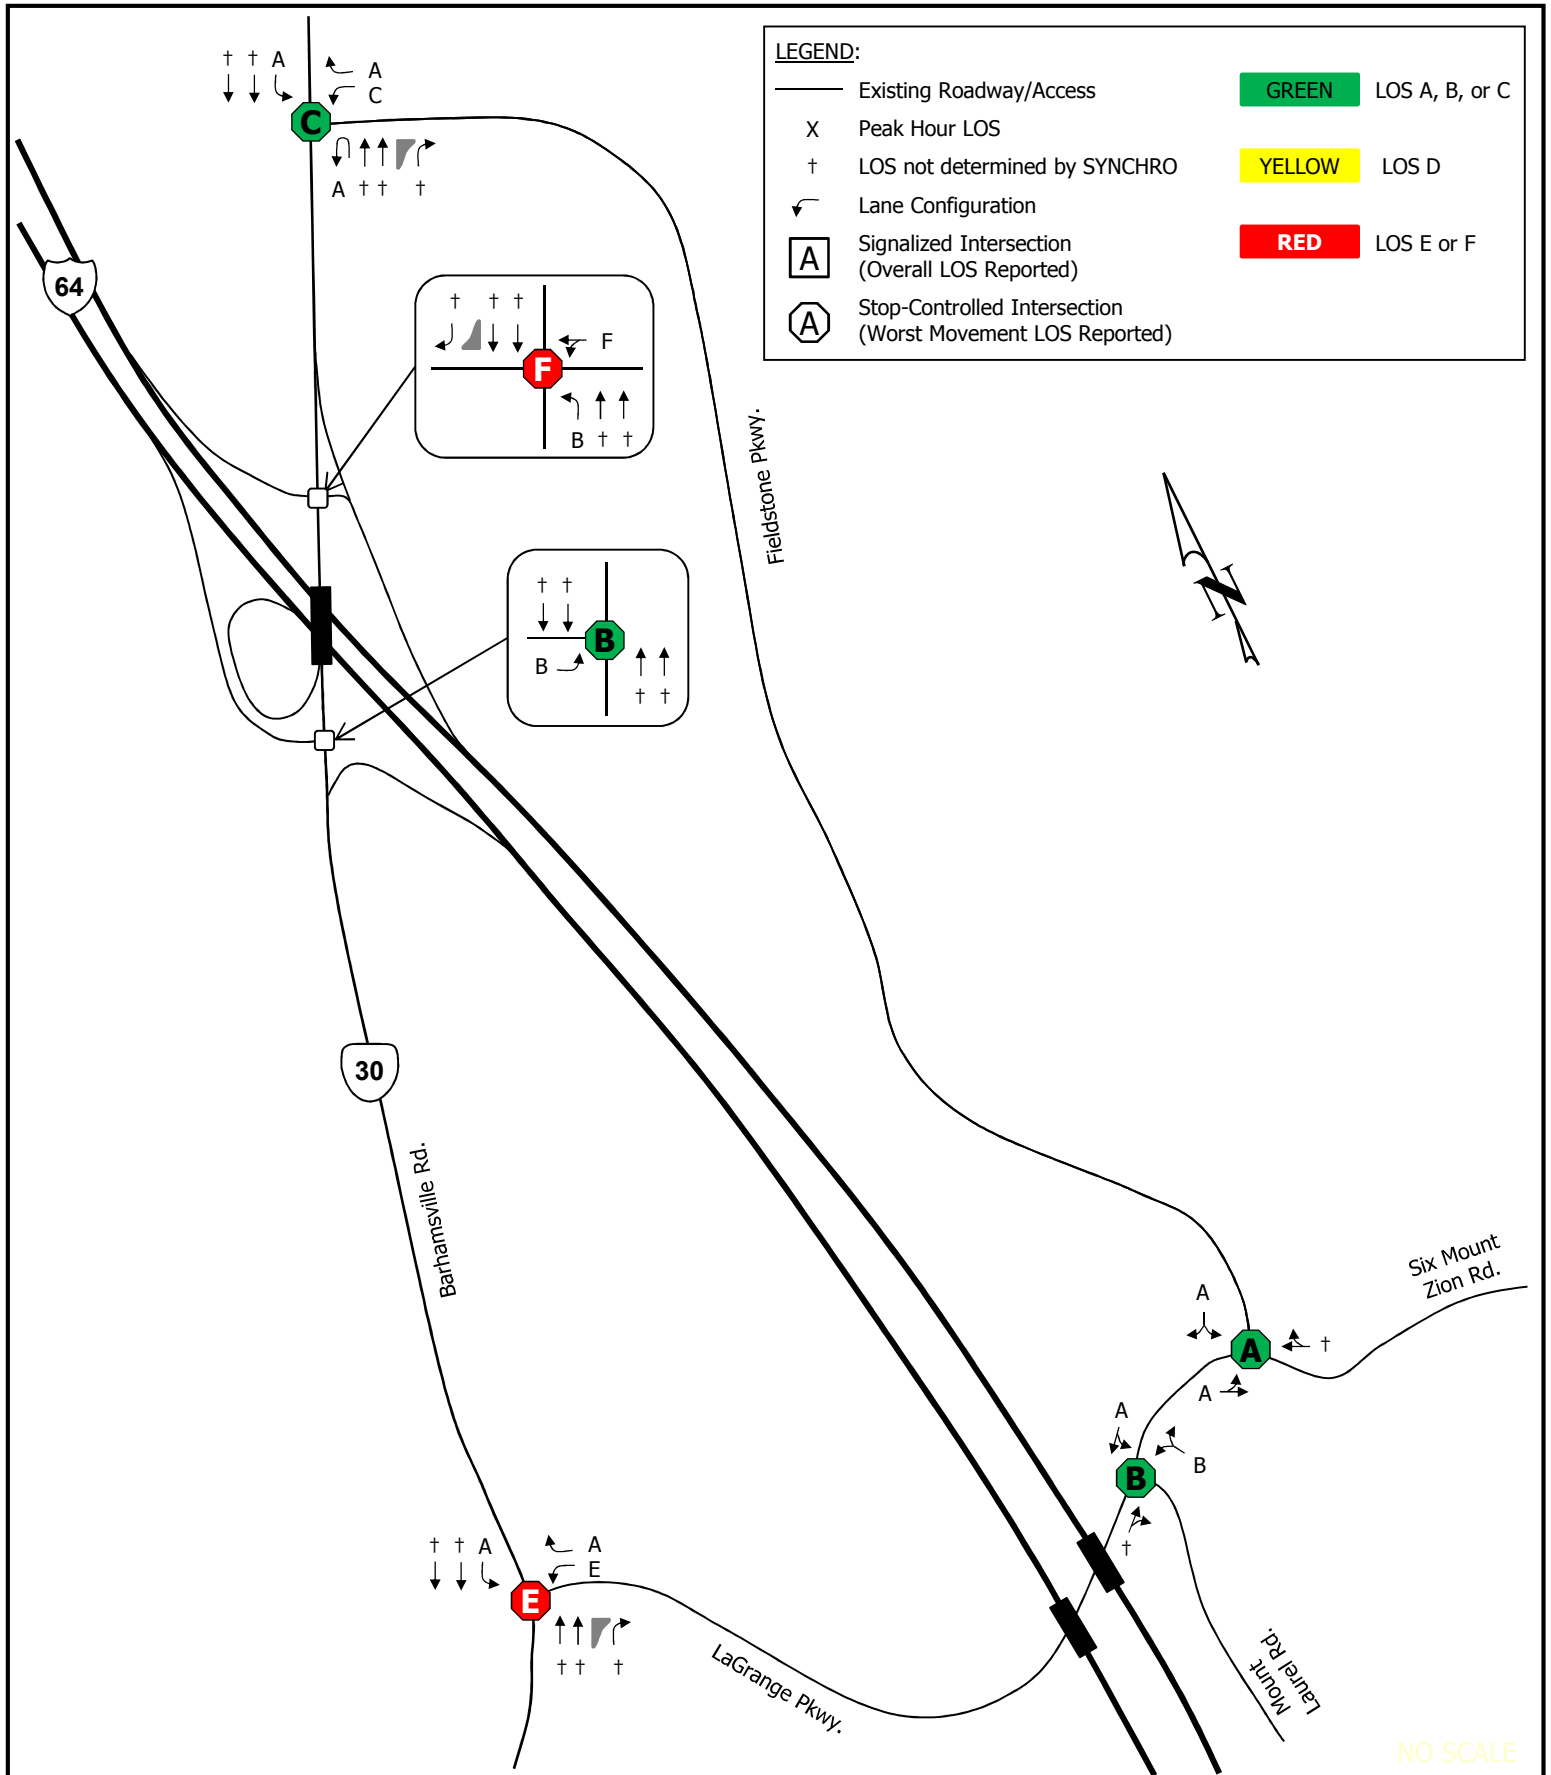 LEGEND:
Existing Roadway/Access
GREEN LOS A, B, or C
X Peak Hour LOS
† LOS not determined by SYNCHRO
YELLOW LOS D
Lane Configuration
A Signalized Intersection
(Overall LOS Reported)
RED LOS E or F
A Stop-Controlled Intersection
(Worst Movement LOS Reported)
† † A
A
C
C
A † † †
64
† † †
F
F
B † †
Fieldstone Pkwy.
N
† †
B
B
† †
30
Barhamsville Rd.
Six Mount
Zion Rd.
A
A
†
A
A
B
B
†
† † A
A
E
E
† † †
LaGrange Pkwy.
Mount
Laurel Rd.
NO SCALE